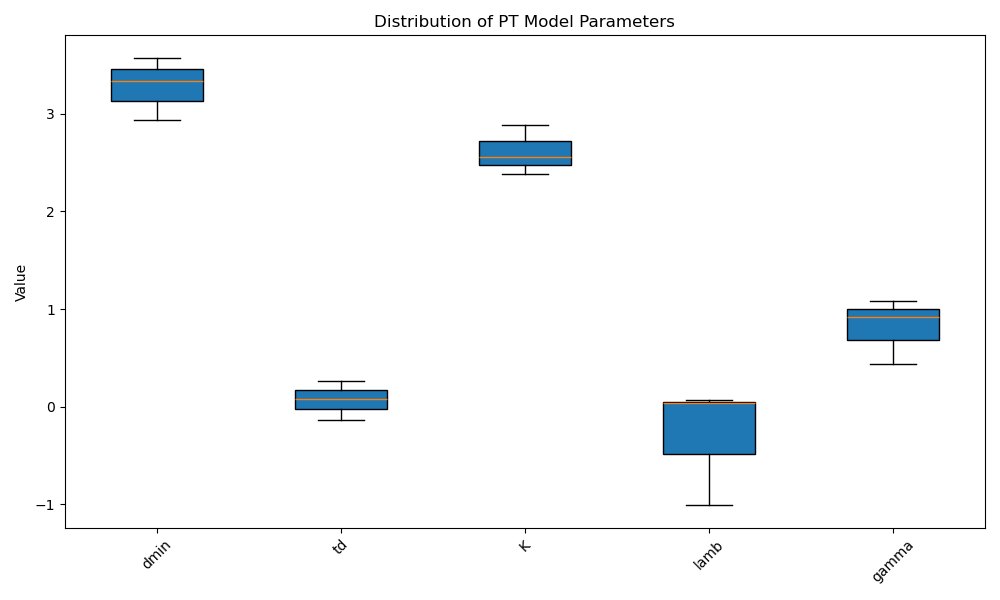 Distribution of PT Model Parameters
Value
3
2
1
0
−1
dmin
td
K
lamb
gamma